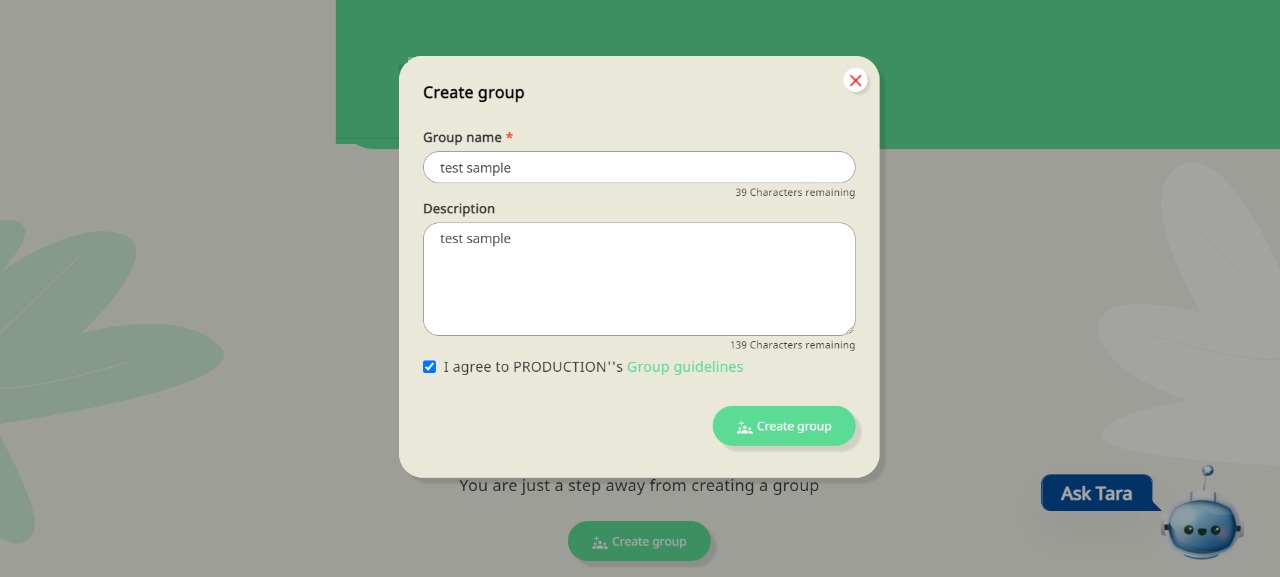 Create group
Group name *
test sample
39 Characters remaining
Description
test sample
139 Characters remaining
I agree to PRODUCTION''s Group guidelines
Create group
You are just a step away from creating a group
Create group
Ask Tara